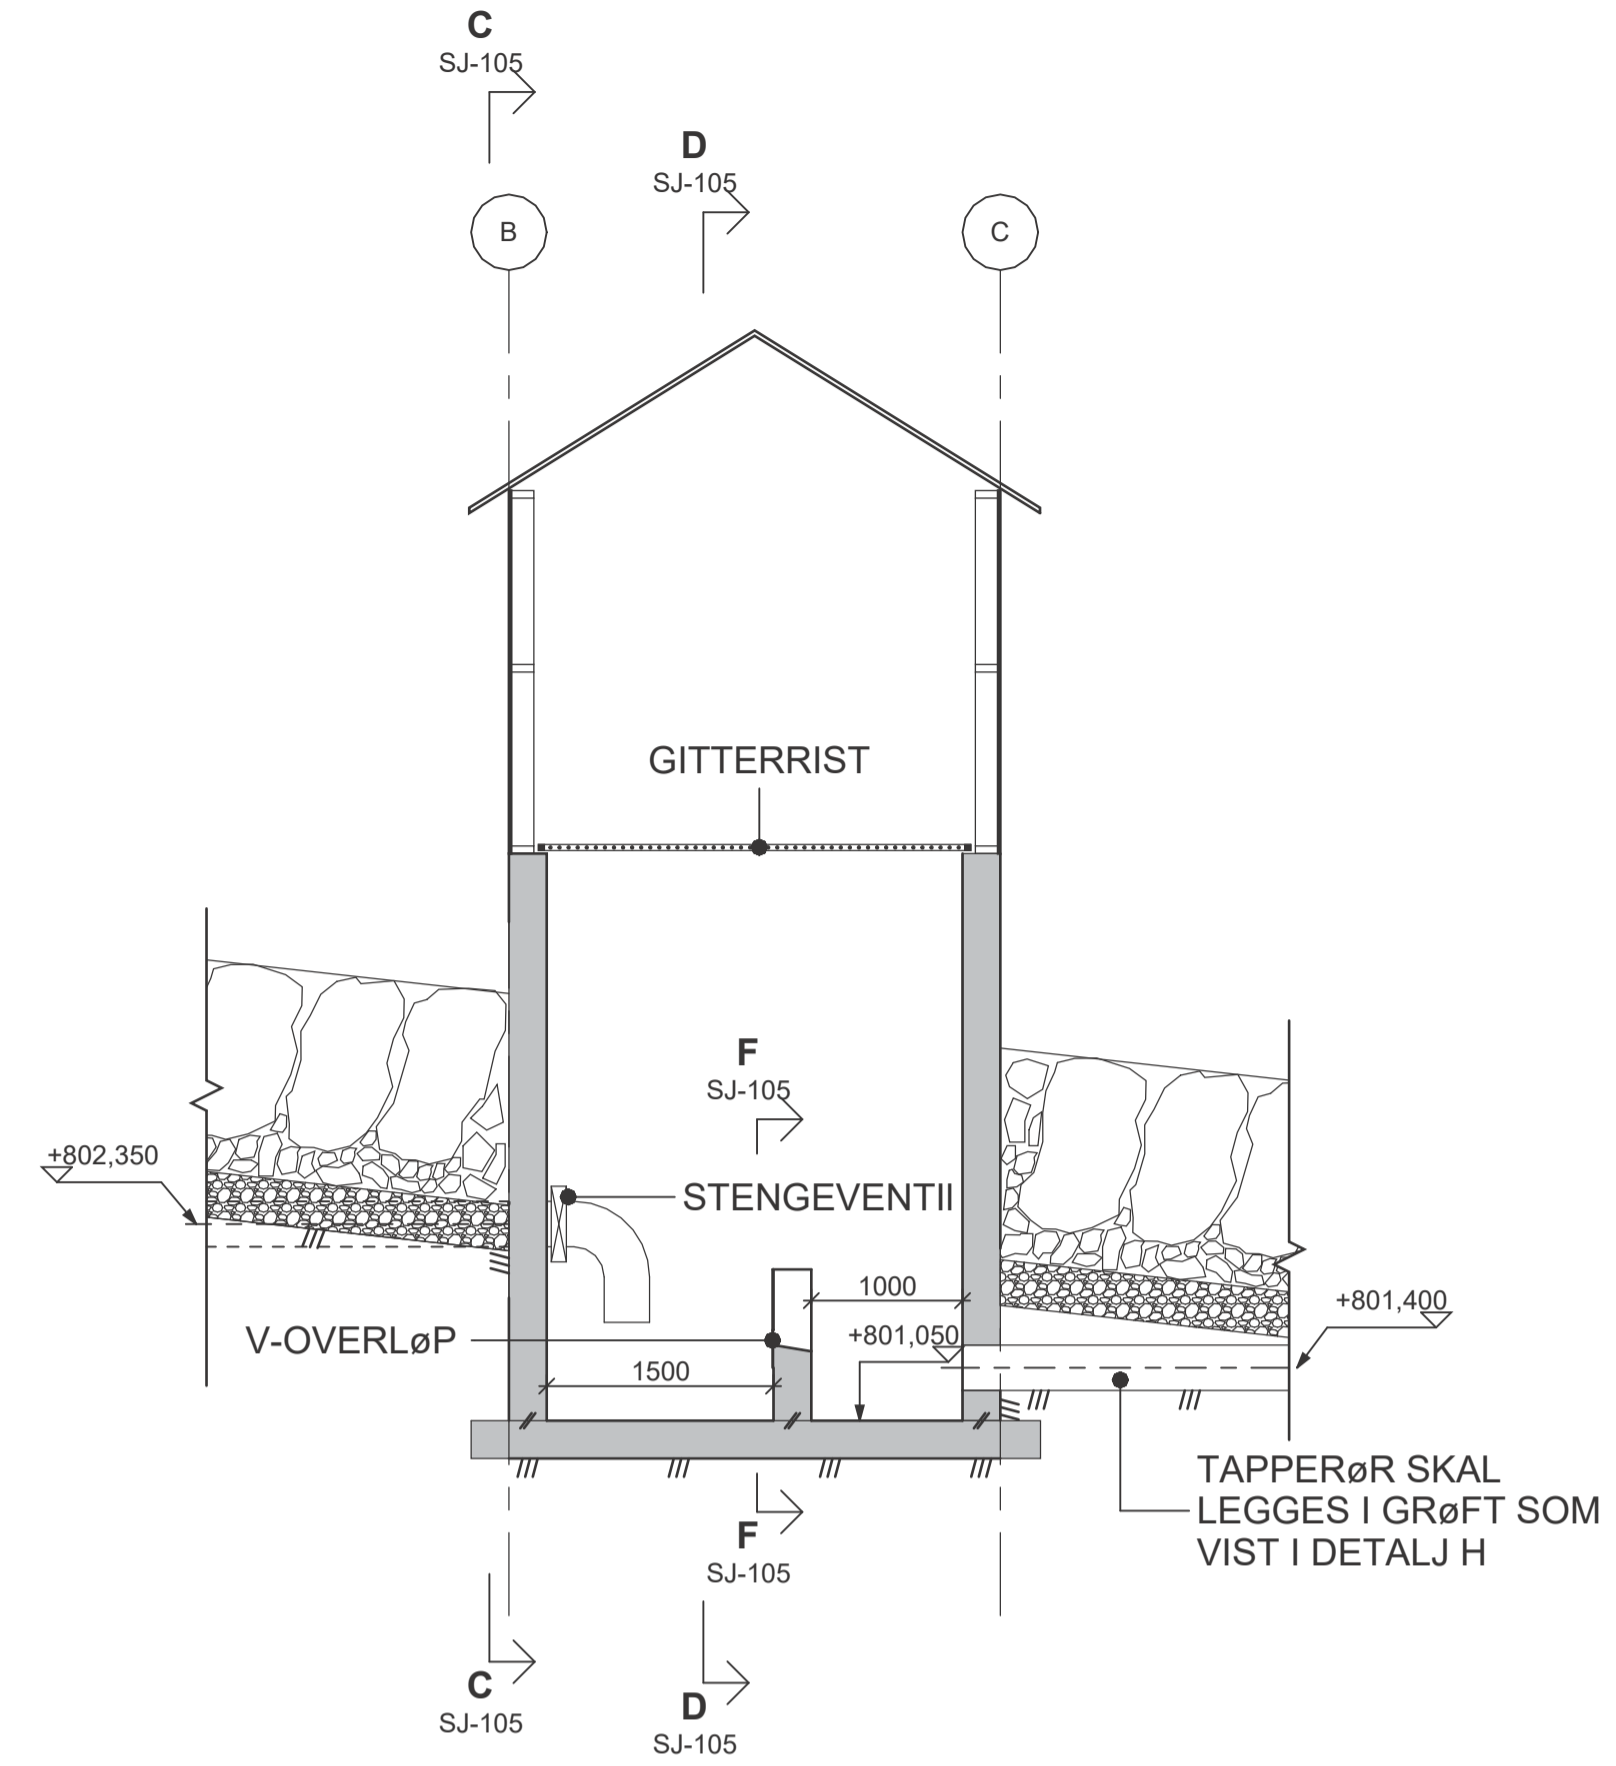 C
SJ-105
D
SJ-105
B
C
GITTERRIST
F
SJ-105
+802,350
STENGEVENTIl
1000
+801,400
V-OVERLøP
+801,050
1500
TAPPERøR SKAL
LEGGES I GRøFT SOM
VIST I DETALJ H
F
SJ-105
C
SJ-105
D
SJ-105